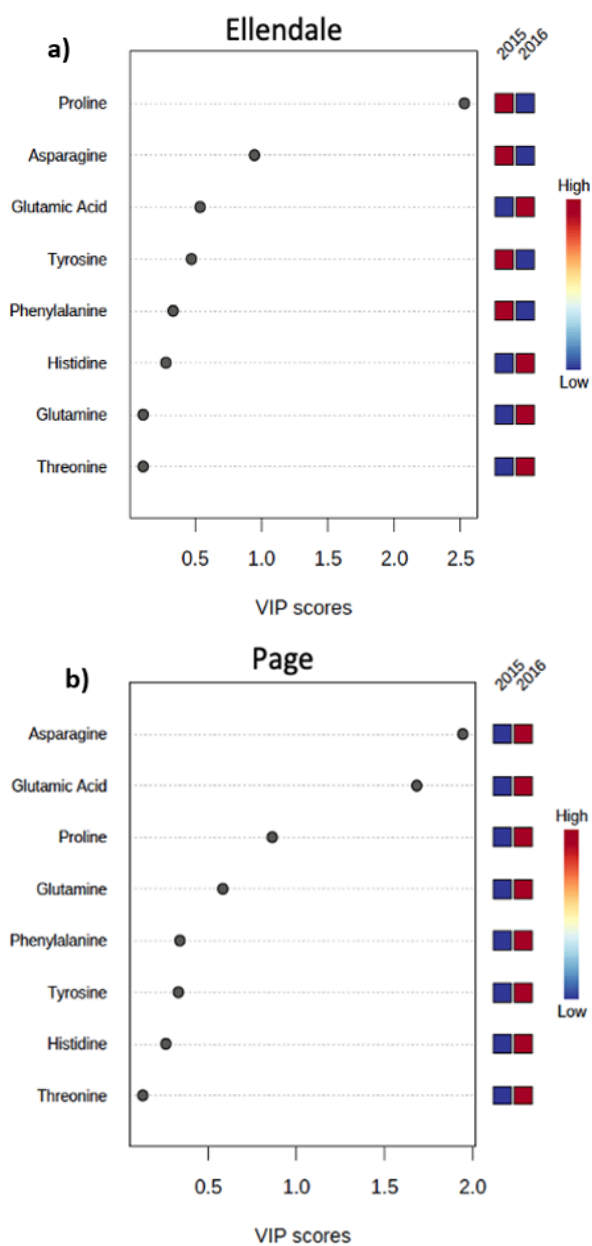 a)
Ellendale
2015
2016
Proline
Asparagine
Glutamic Acid
Tyrosine
Phenylalanine
Histidine
Glutamine
Threonine
High
Low
0.5 1.0 1.5 2.0 2.5
VIP scores
b)
Page
2015
2016
Asparagine
Glutamic Acid
Proline
Glutamine
Phenylalanine
Tyrosine
Histidine
Threonine
High
Low
0.5 1.0 1.5 2.0
VIP scores